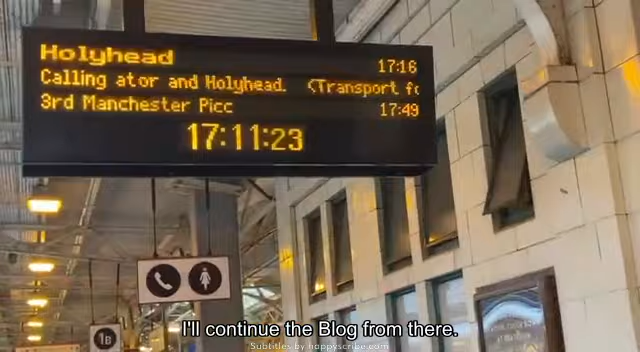 Holyhead 17:16
Calling at or and Holyhead. (Transport fo
3rd Manchester Picc 17:49
17:11:23
1B
I'll continue the Blog from there.
Subtitles by happyscribe.com